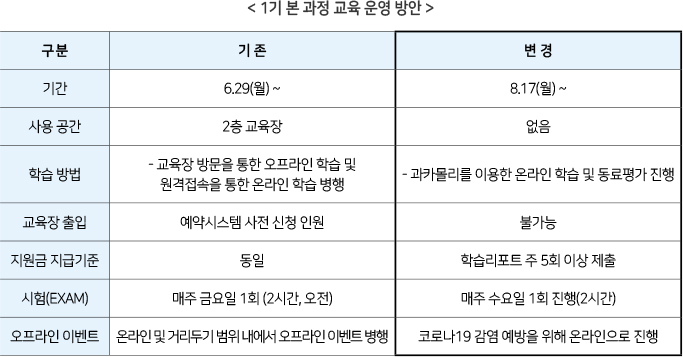 < 1기 본 과정 교육 운영 방안 >
구분 기 존 변 경
기간 6.29(월) ~ 8.17(월) ~
사용 공간 2층 교육장 없음
학습 방법 - 교육장 방문을 통한 오프라인 학습 및
원격접속을 통한 온라인 학습 병행 - 과카몰리를 이용한 온라인 학습 및 동료평가 진행
교육장 출입 예약시스템 사전 신청 인원 불가능
지원금 지급기준 동일 학습리포트 주 5회 이상 제출
시험(EXAM) 매주 금요일 1회 (2시간, 오전) 매주 수요일 1회 진행(2시간)
오프라인 이벤트 온라인 및 거리두기 범위 내에서 오프라인 이벤트 병행 코로나19 감염 예방을 위해 온라인으로 진행